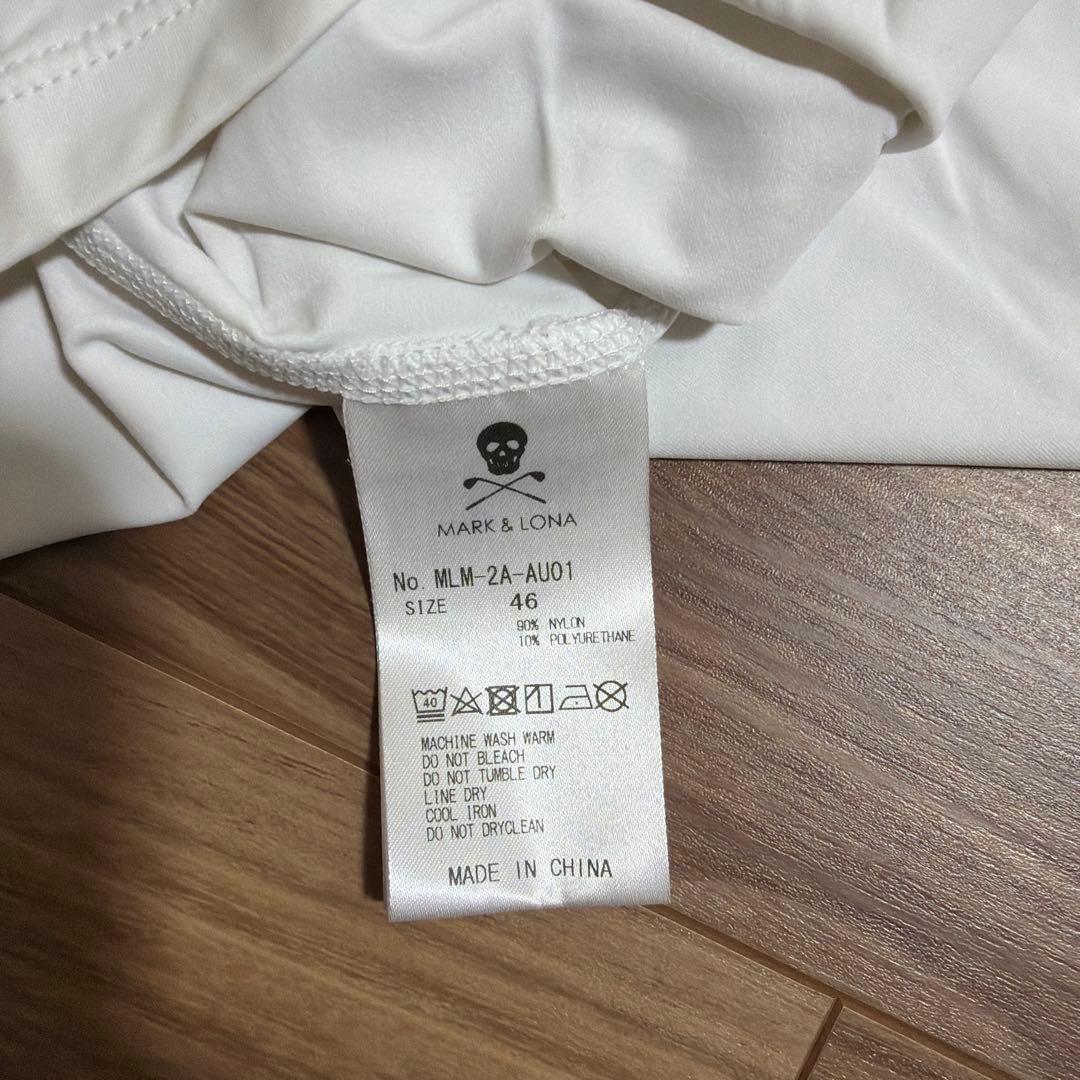 MARK & LONA
No. MLM-2A-AU01
SIZE 46
90% NYLON
10% POLYURETHANE
40
MACHINE WASH WARM
DO NOT BLEACH
DO NOT TUMBLE DRY
LINE DRY
COOL IRON
DO NOT DRYCLEAN
MADE IN CHINA